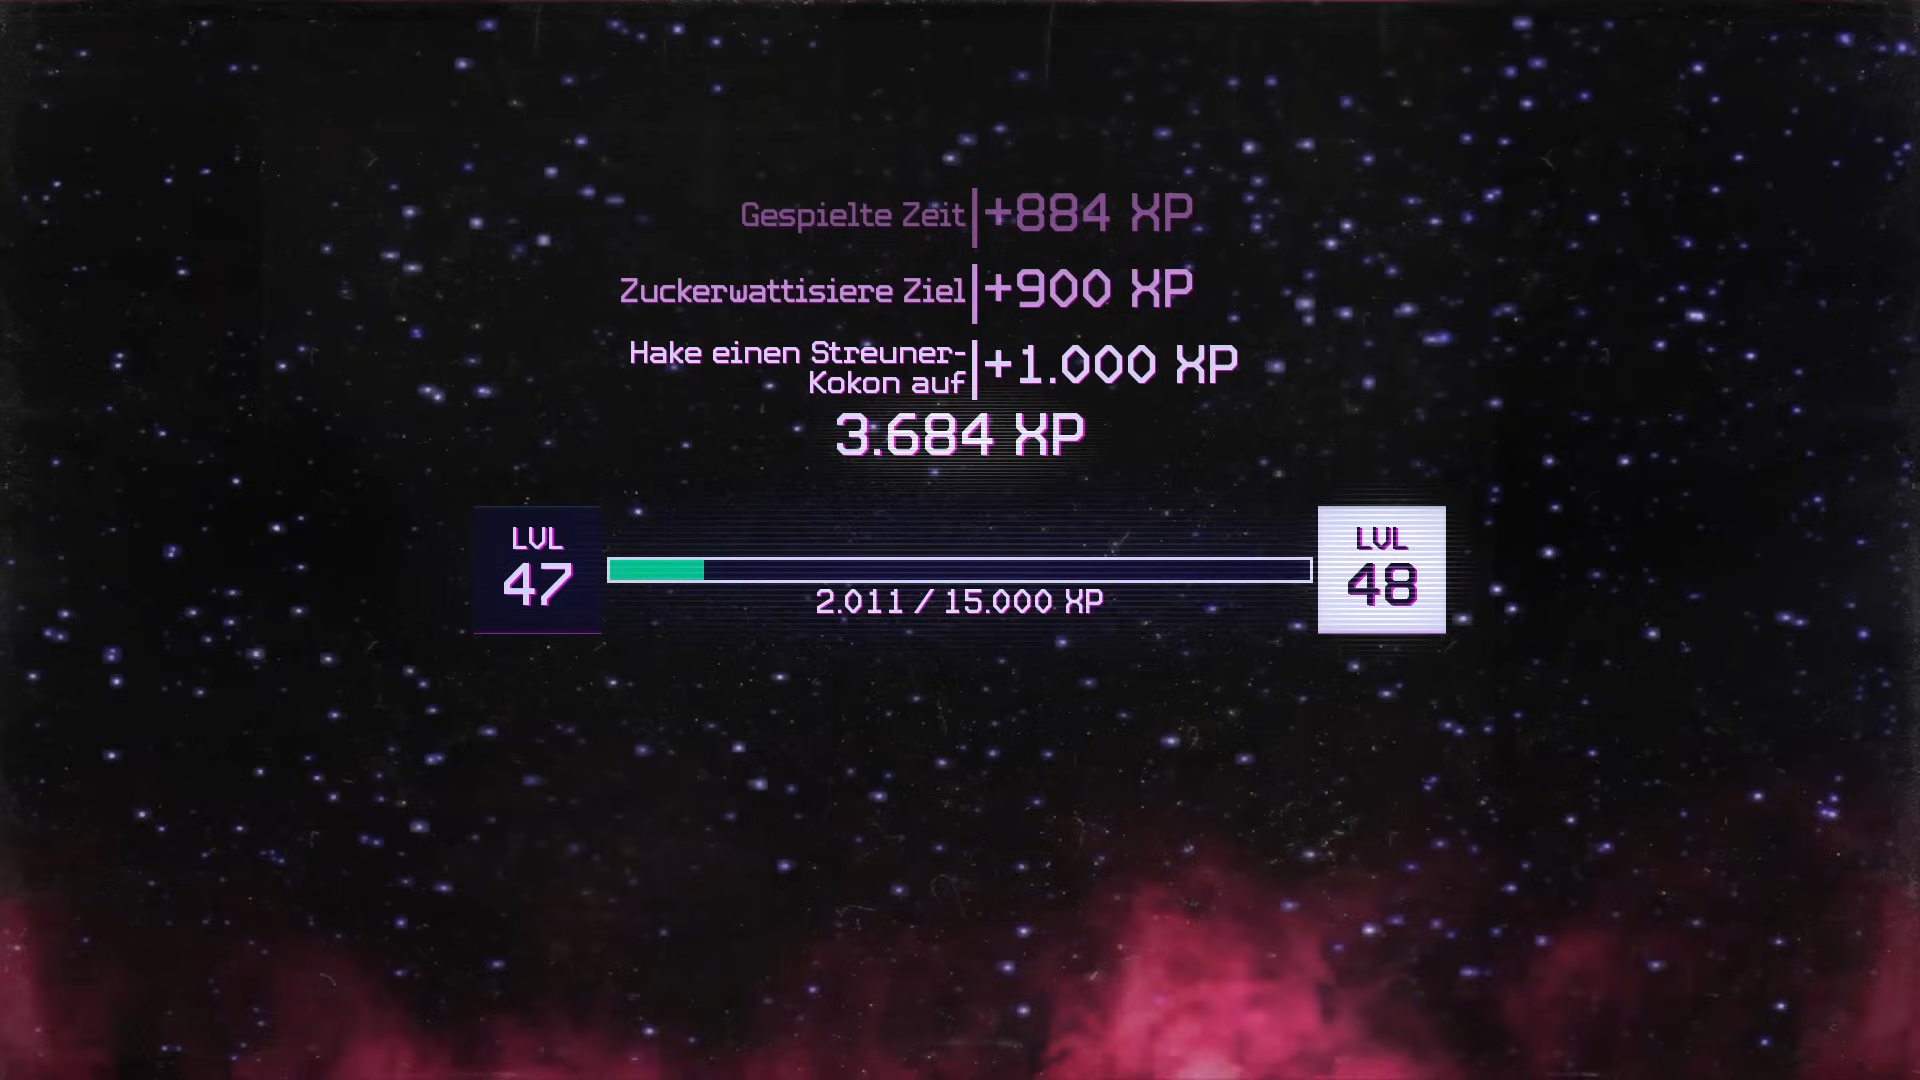 Gespielte Zeit +884 XP
Zuckerwattisiere Ziel +900 XP
Hake einen Streuner-
Kokon auf +1.000 XP
3.684 XP
LVL
47
2.011 / 15.000 XP
LVL
48